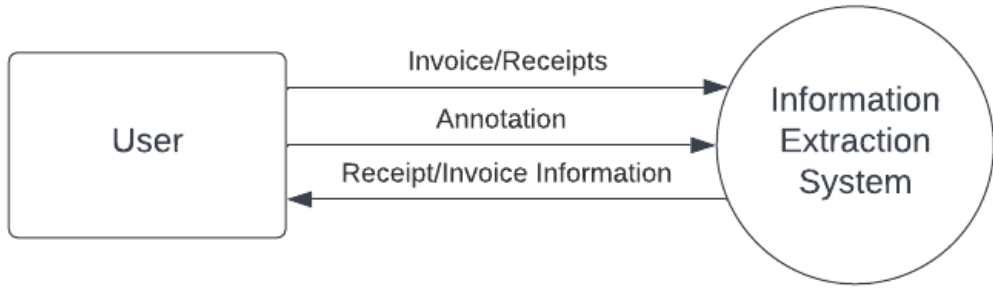 User
Invoice/Receipts
Annotation
Receipt/Invoice Information
Information
Extraction
System